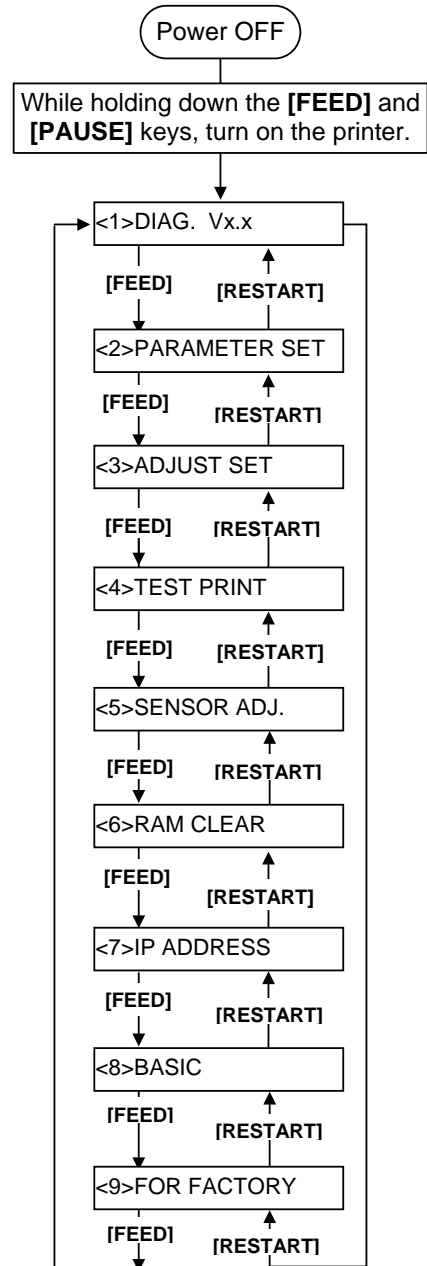 Power OFF
While holding down the [FEED] and
[PAUSE] keys, turn on the printer.
<1>DIAG. Vx.x
[FEED] [RESTART]
<2>PARAMETER SET
[FEED] [RESTART]
<3>ADJUST SET
[FEED] [RESTART]
<4>TEST PRINT
[FEED] [RESTART]
<5>SENSOR ADJ.
[FEED] [RESTART]
<6>RAM CLEAR
[FEED] [RESTART]
<7>IP ADDRESS
[FEED] [RESTART]
<8>BASIC
[FEED] [RESTART]
<9>FOR FACTORY
[FEED] [RESTART]